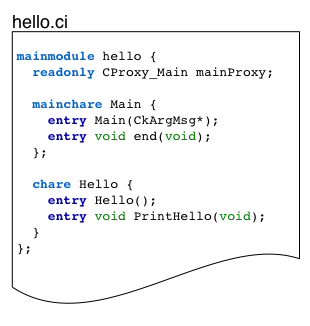 hello.ci
mainmodule hello {
  readonly CProxy_Main mainProxy;

  mainchare Main {
    entry Main(CkArgMsg*);
    entry void end(void);
  };

  chare Hello {
    entry Hello();
    entry void PrintHello(void);
  }
};